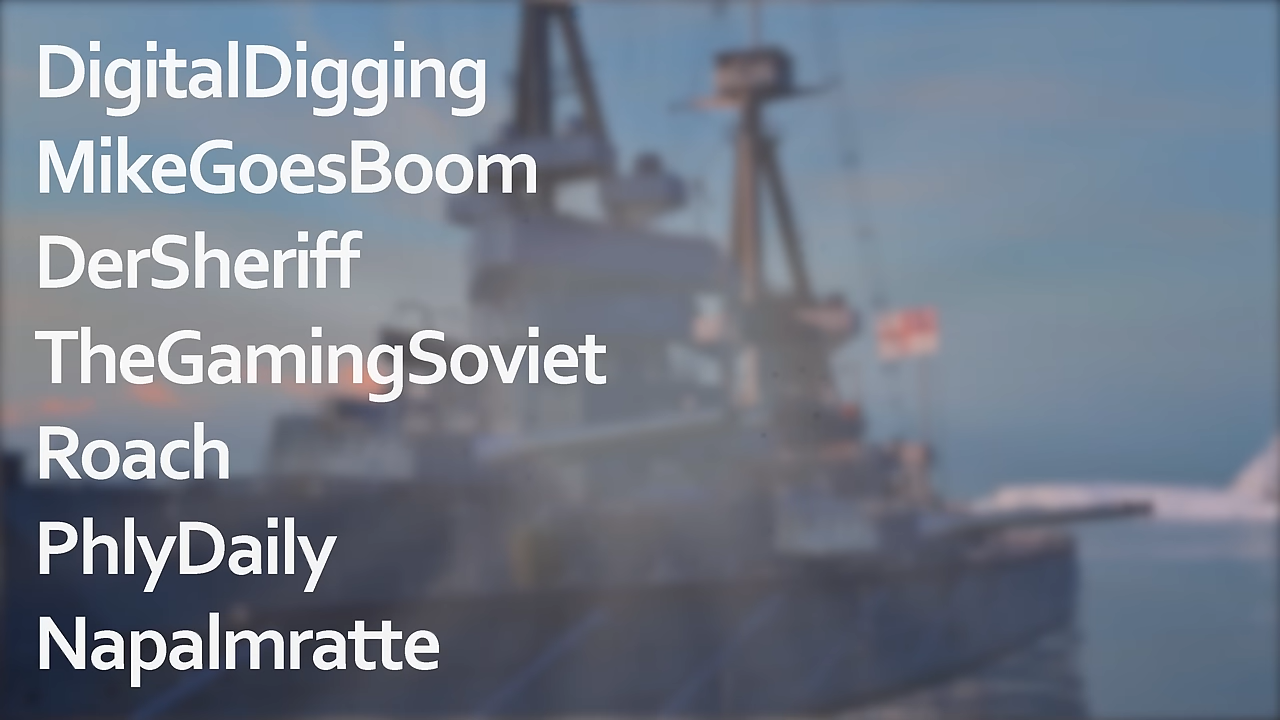 DigitalDigging
MikeGoesBoom
DerSheriff
TheGamingSoviet
Roach
PhlyDaily
Napalmratte